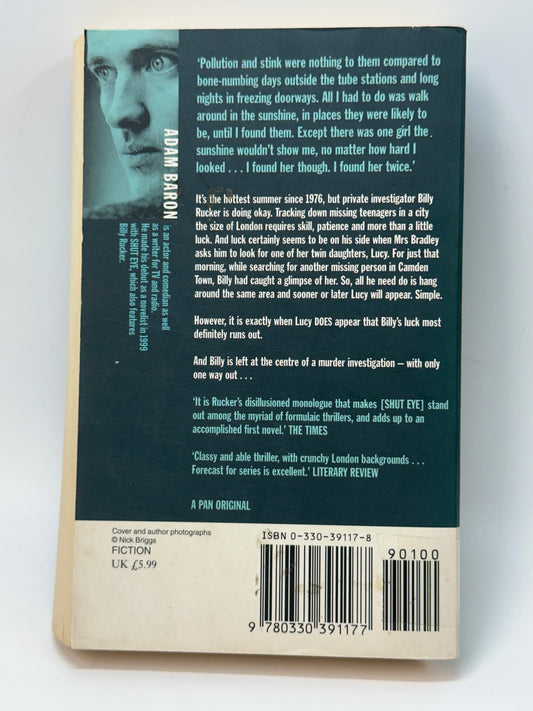 ‘Pollution and stink were nothing to them compared to
bone-numbing days outside the tube stations and long
nights in freezing doorways. All I had to do was walk
around in the sunshine, in places they were likely to
be, until I found them. Except there was one girl the
sunshine wouldn’t show me, no matter how hard I
looked . . . I found her though. I found her twice.’
It’s the hottest summer since 1976, but private investigator Billy
Rucker is doing okay. Tracking down missing teenagers in a city
the size of London requires skill, patience and more than a little
luck. And luck certainly seems to be on his side when Mrs Bradley
asks him to look for one of her twin daughters, Lucy. For just that
morning, while searching for another missing person in Camden
Town, Billy had caught a glimpse of her. So, all he need do is hang
around the same area and sooner or later Lucy will appear. Simple.
However, it is exactly when Lucy DOES appear that Billy’s luck most
definitely runs out.
And Billy is left at the centre of a murder investigation – with only
one way out . . .
‘It is Rucker’s disillusioned monologue that makes [SHUT EYE] stand
out among the myriad of formulaic thrillers, and adds up to an
accomplished first novel.’ THE TIMES
‘Classy and able thriller, with crunchy London backgrounds . . .
Forecast for series is excellent.’ LITERARY REVIEW
A PAN ORIGINAL
ADAM BARON
is an actor and comedian as well
as a writer for TV and radio.
He made his debut as a novelist in 1999
with SHUT EYE, which also features
Billy Rucker.
Cover and author photographs
© Nick Briggs
FICTION
UK £5.99
ISBN 0-330-39117-8
90100
9 780330 391177